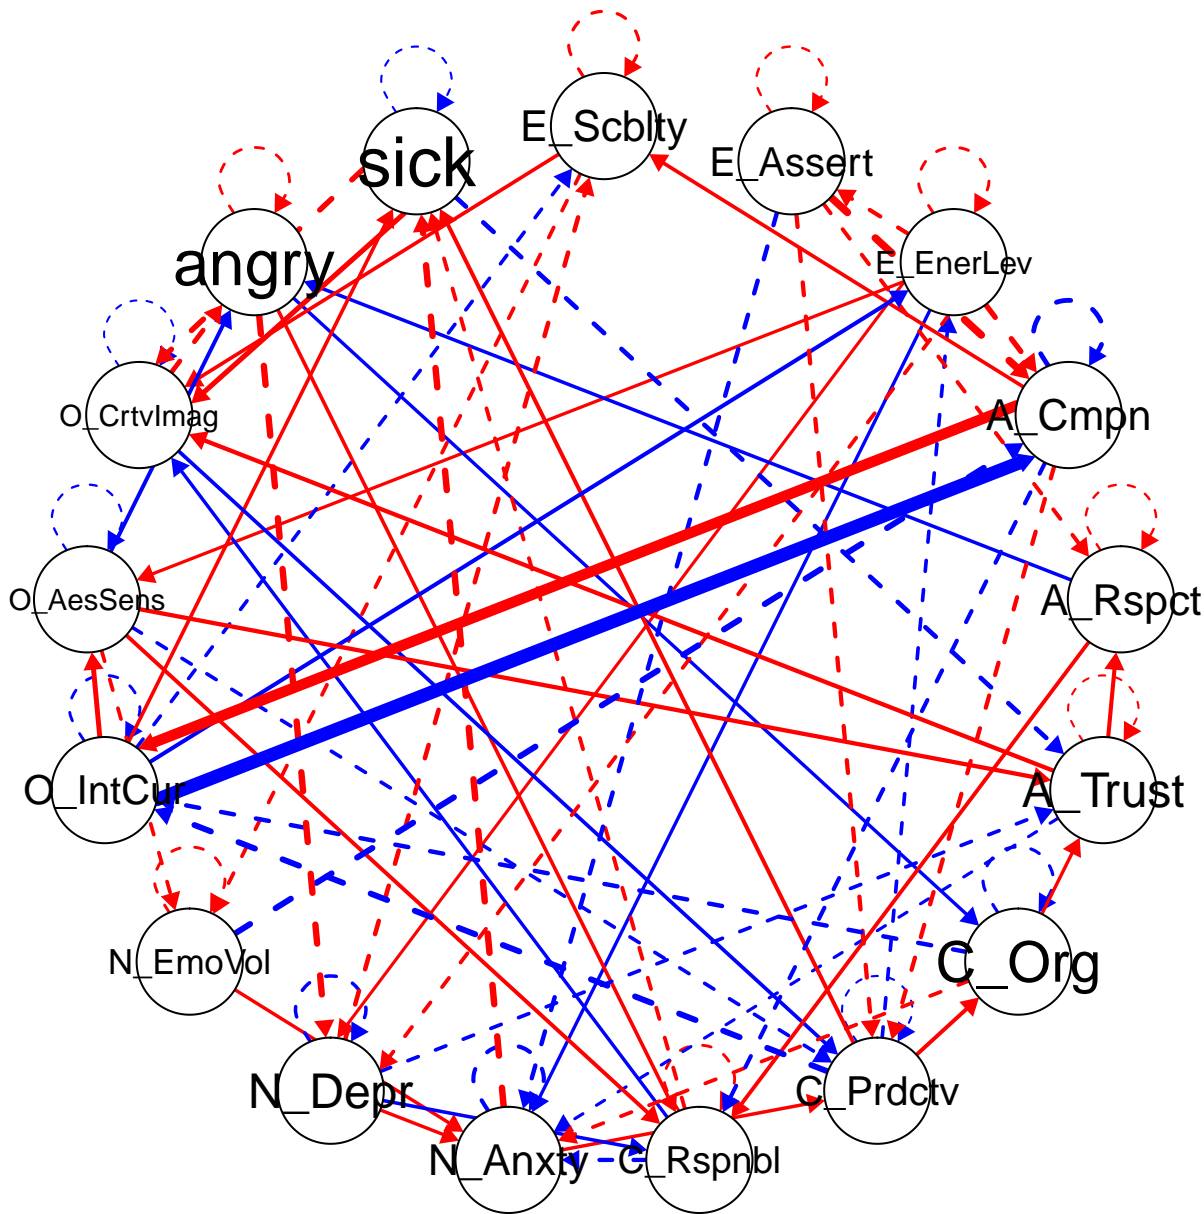 E_Scblty
sick
E_Assert
angry
E_EnerLev
O_CrtvImag
A_Cmpn
O_AesSens
A_Rspct
O_IntCur
A_Trust
N_EmoVol
C_Org
N_Depr
C_Prdctv
N_Anxty
C_Rspnbl